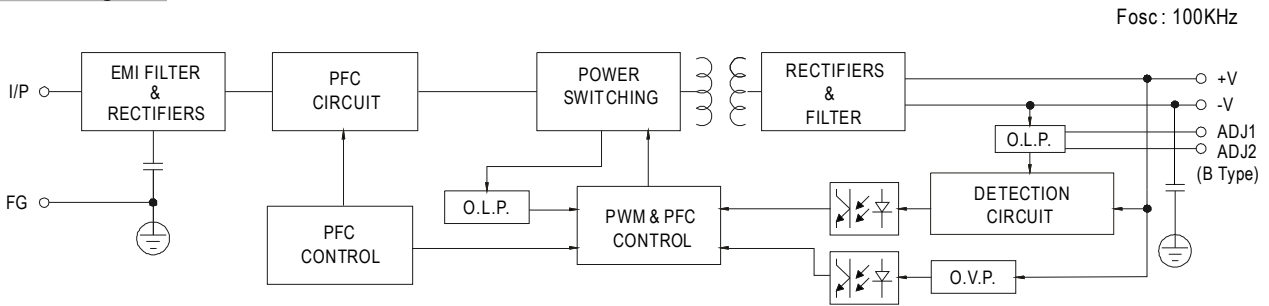 Fosc : 100KHz
I/P
EMI FILTER
&
RECTIFIERS
PFC
CIRCUIT
POWER
SWITCHING
RECTIFIERS
&
FILTER
+V
-V
O.L.P.
ADJ1
ADJ2
(B Type)
FG
O.L.P.
PFC
CONTROL
PWM & PFC
CONTROL
DETECTION
CIRCUIT
O.V.P.